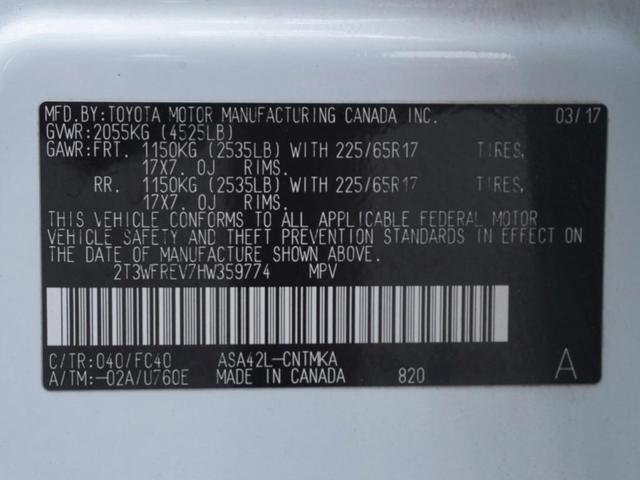 MFD.BY:TOYOTA MOTOR MANUFACTURING CANADA INC. 03/17
GVWR:2055KG (4525LB)
GAWR:FRT. 1150KG (2535LB) WITH 225/65R17 TIRES,
17X7. 0J RIMS.
RR. 1150KG (2535LB) WITH 225/65R17 TIRES,
17X7. 0J RIMS.
THIS VEHICLE CONFORMS TO ALL APPLICABLE FEDERAL MOTOR
VEHICLE SAFETY AND THEFT PREVENTION STANDARDS IN EFFECT ON
THE DATE OF MANUFACTURE SHOWN ABOVE.
2T3WFREV7HW359774 MPV
C/TR:040/FC40 ASA42L-CNTMKA A
A/TM:-02A/U760E MADE IN CANADA 820